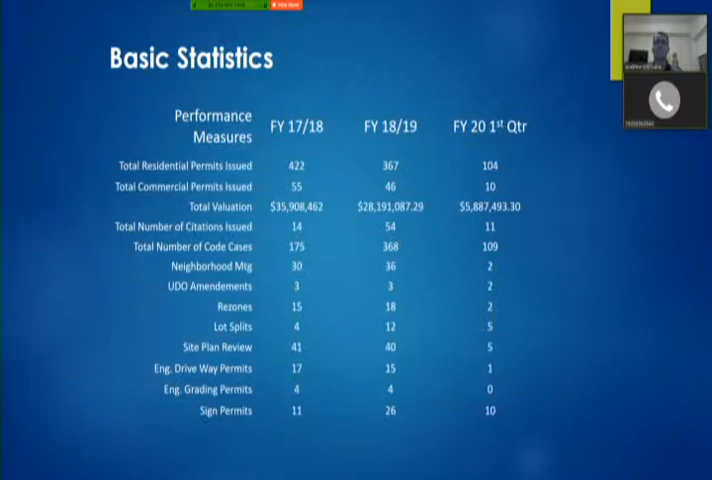 Basic Statistics
Performance Measures FY 17/18 FY 18/19 FY 20 1st Qtr
Total Residential Permits Issued 422 367 104
Total Commercial Permits Issued 55 46 10
Total Valuation $35,908,462 $28,191,087.29 $5,887,493.30
Total Number of Citations Issued 14 54 11
Total Number of Code Cases 175 368 109
Neighborhood Mtg 30 36 2
UDO Amendements 3 3 2
Rezones 15 18 2
Lot Splits 4 12 5
Site Plan Review 41 40 5
Eng. Drive Way Permits 17 15 1
Eng. Grading Permits 4 4 0
Sign Permits 11 26 10